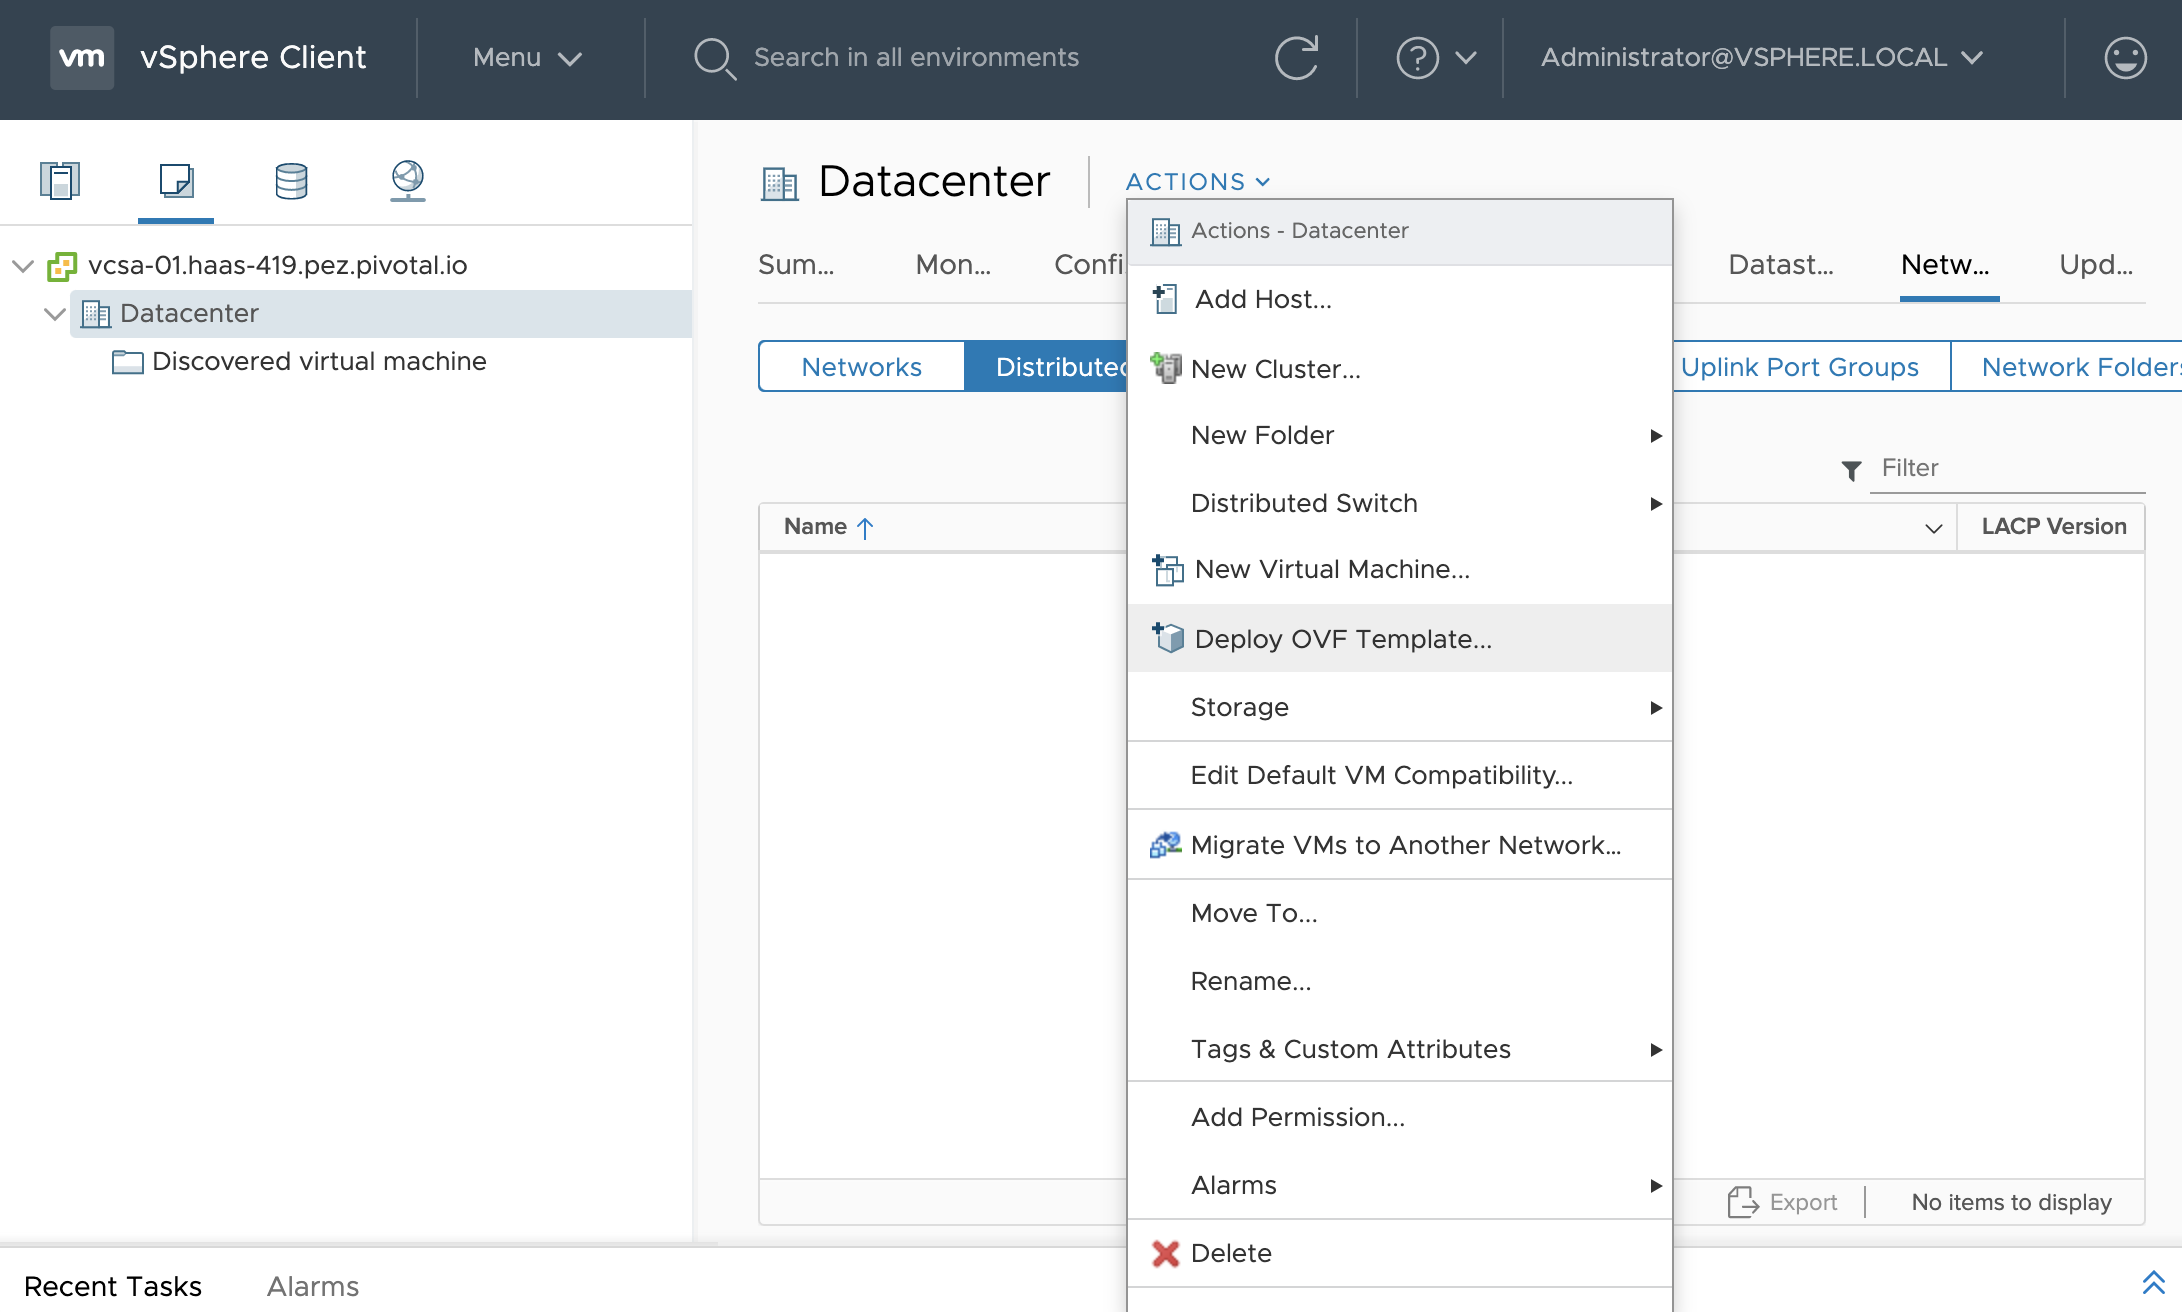 vm vSphere Client Menu Search in all environments ? Administrator@VSPHERE.LOCAL
vcsa-01.haas-419.pez.pivotal.io
Datacenter
Discovered virtual machine
Datacenter ACTIONS
Sum... Mon... Confi Datast... Netw... Upd...
Networks Distributed Uplink Port Groups Network Folders
Filter
Name LACP Version
Actions - Datacenter
Add Host...
New Cluster...
New Folder
Distributed Switch
New Virtual Machine...
Deploy OVF Template...
Storage
Edit Default VM Compatibility...
Migrate VMs to Another Network...
Move To...
Rename...
Tags & Custom Attributes
Add Permission...
Alarms
Delete
Export No items to display
Recent Tasks Alarms